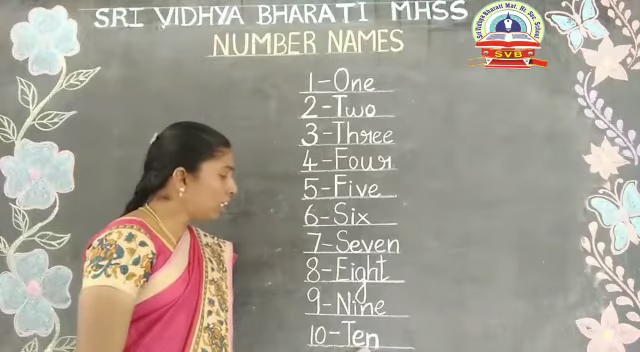 SRI VIDHYA BHARATI MHSS
NUMBER NAMES
SVB
1-One
2-Two
3-Three
4-Four
5-Five
6-Six
7-Seven
8-Eight
9-Nine
10-Ten